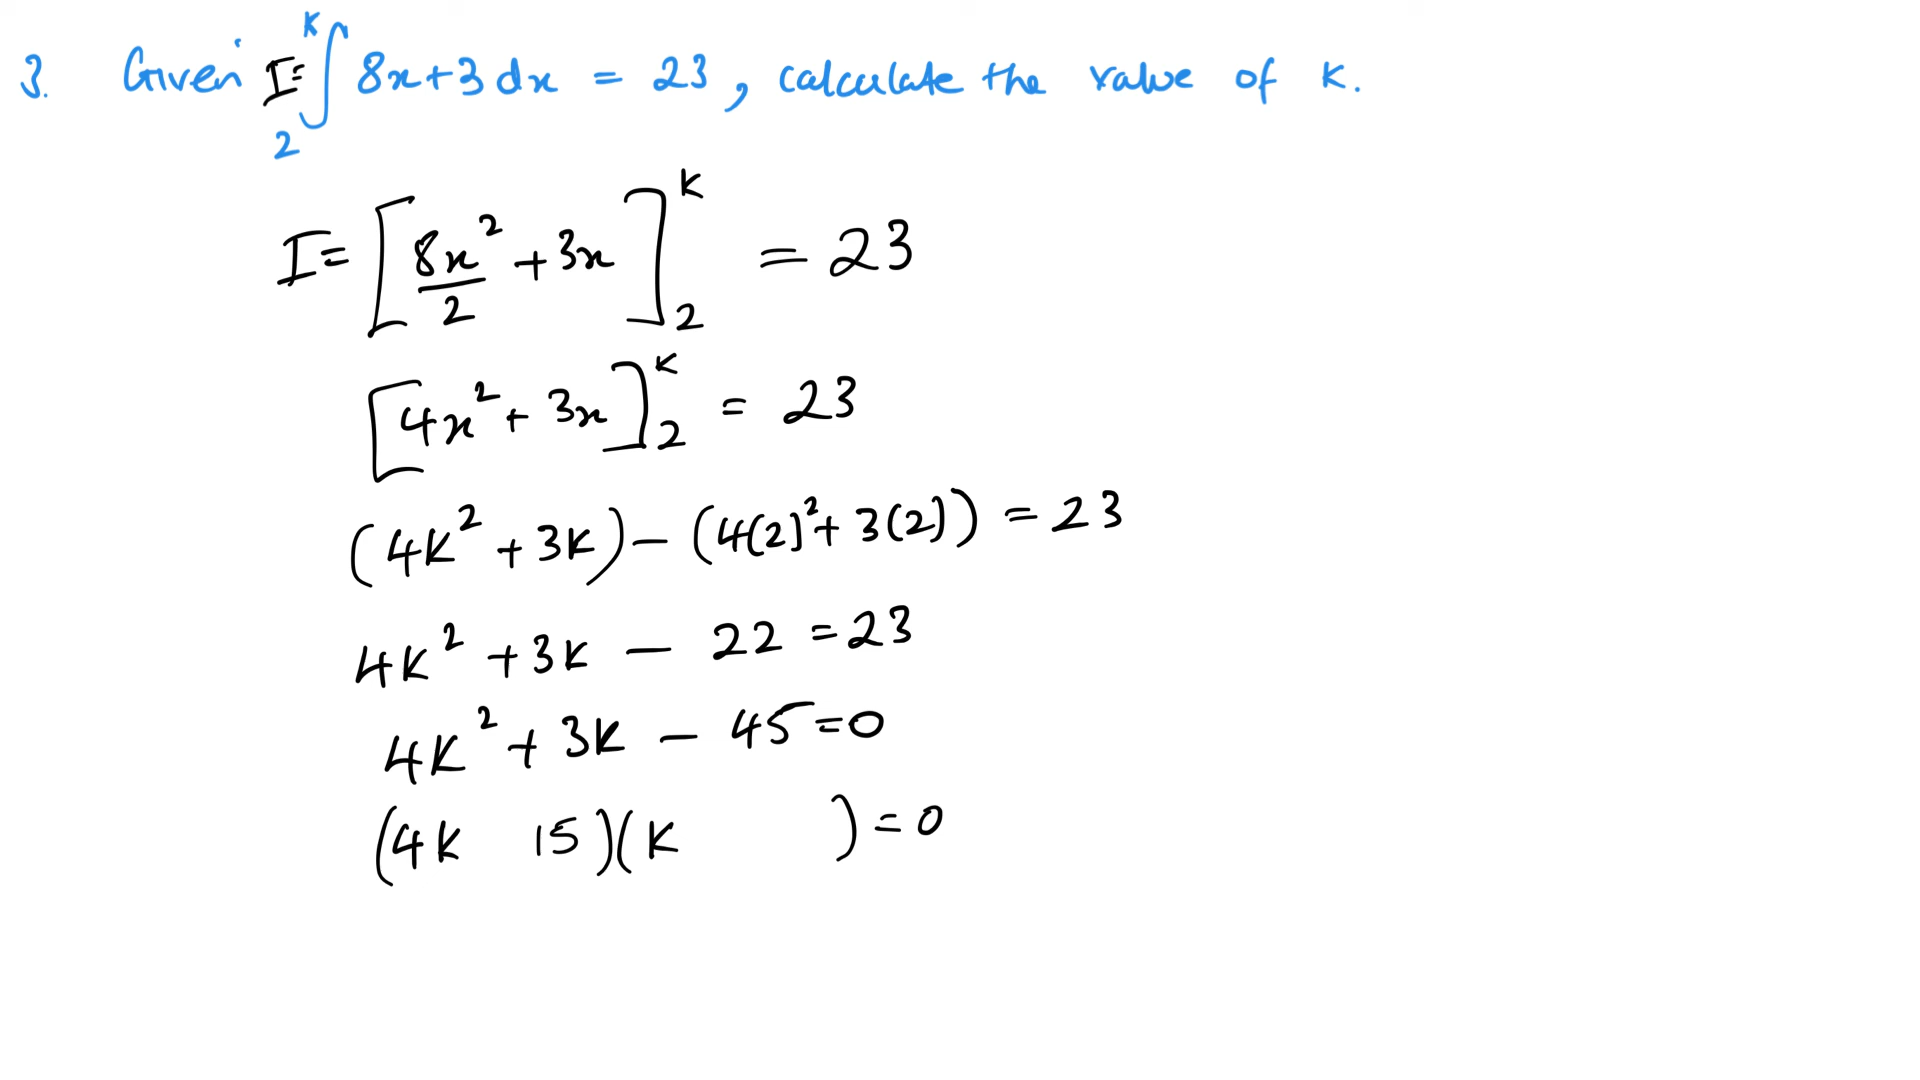 3. Given I = ∫₂ᴷ 8x+3 dx = 23, calculate the value of K.
I = [8x²/2 + 3x]₂ᴷ = 23
[4x² + 3x]₂ᴷ = 23
(4K² + 3K) − (4(2)² + 3(2)) = 23
4K² + 3K − 22 = 23
4K² + 3K − 45 = 0
(4K 15)(K ) = 0